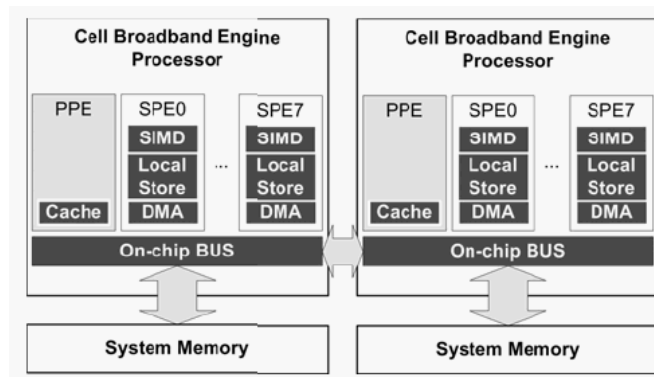 Cell Broadband Engine
Processor
PPE
SPE0
SPE7
SIMD
SIMD
Local
Store
...
Local
Store
Cache
DMA
DMA
On-chip BUS
System Memory
Cell Broadband Engine
Processor
PPE
SPE0
SPE7
SIMD
SIMD
Local
Store
...
Local
Store
Cache
DMA
DMA
On-chip BUS
System Memory